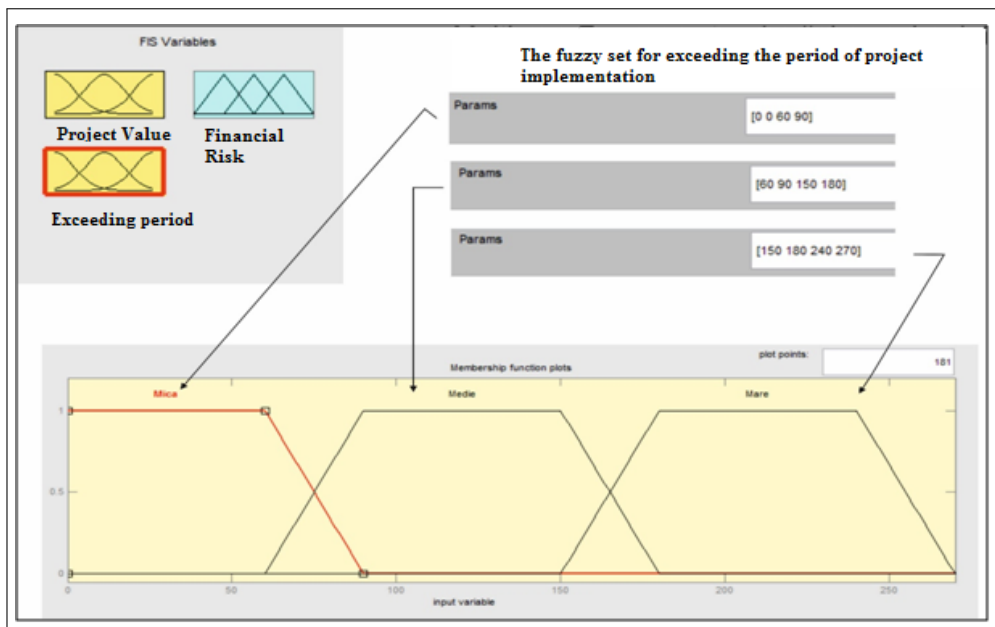 FIS Variables
The fuzzy set for exceeding the period of project
implementation
Project Value
Financial
Risk
Exceeding period
Params
[0 0 60 90]
Params
[60 90 150 180]
Params
[150 180 240 270]
plot points:
181
Membership function plots
Mica
Medie
Mare
1
0.5
0
0
50
100
150
200
250
input variable